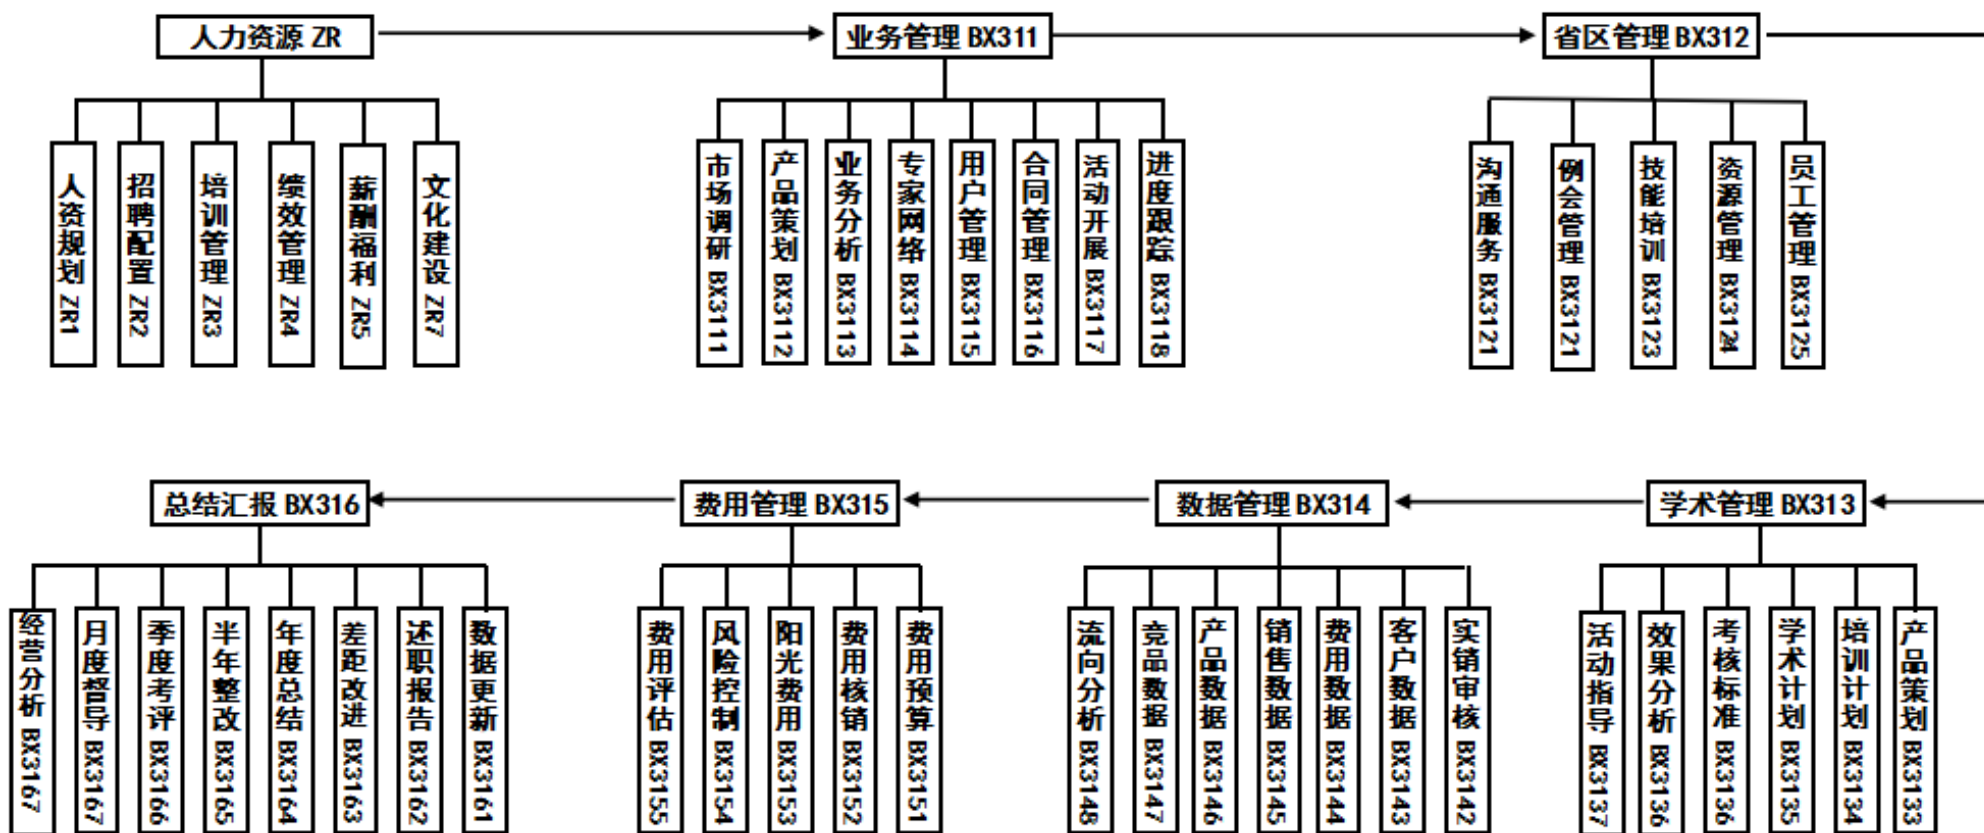 人力资源 ZR
业务管理 BX311
省区管理 BX312
人资规划 ZR1
招聘配置 ZR2
培训管理 ZR3
绩效管理 ZR4
薪酬福利 ZR5
文化建设 ZR7
市场调研 BX3111
产品策划 BX3112
业务分析 BX3113
专家网络 BX3114
用户管理 BX3115
合同管理 BX3116
活动开展 BX3117
进度跟踪 BX3118
沟通服务 BX3121
例会管理 BX3121
技能培训 BX3123
资源管理 BX3124
员工管理 BX3125
总结汇报 BX316
费用管理 BX315
数据管理 BX314
学术管理 BX313
经营分析 BX3167
月度督导 BX3167
季度考评 BX3166
半年整改 BX3165
年度总结 BX3164
差距改进 BX3163
述职报告 BX3162
数据更新 BX3161
费用评估 BX3155
风险控制 BX3154
阳光费用 BX3153
费用核销 BX3152
费用预算 BX3151
流向分析 BX3148
竞品数据 BX3147
产品数据 BX3146
销售数据 BX3145
费用数据 BX3144
客户数据 BX3143
实销审核 BX3142
活动指导 BX3137
效果分析 BX3136
考核标准 BX3136
学术计划 BX3135
培训计划 BX3134
产品策划 BX3133